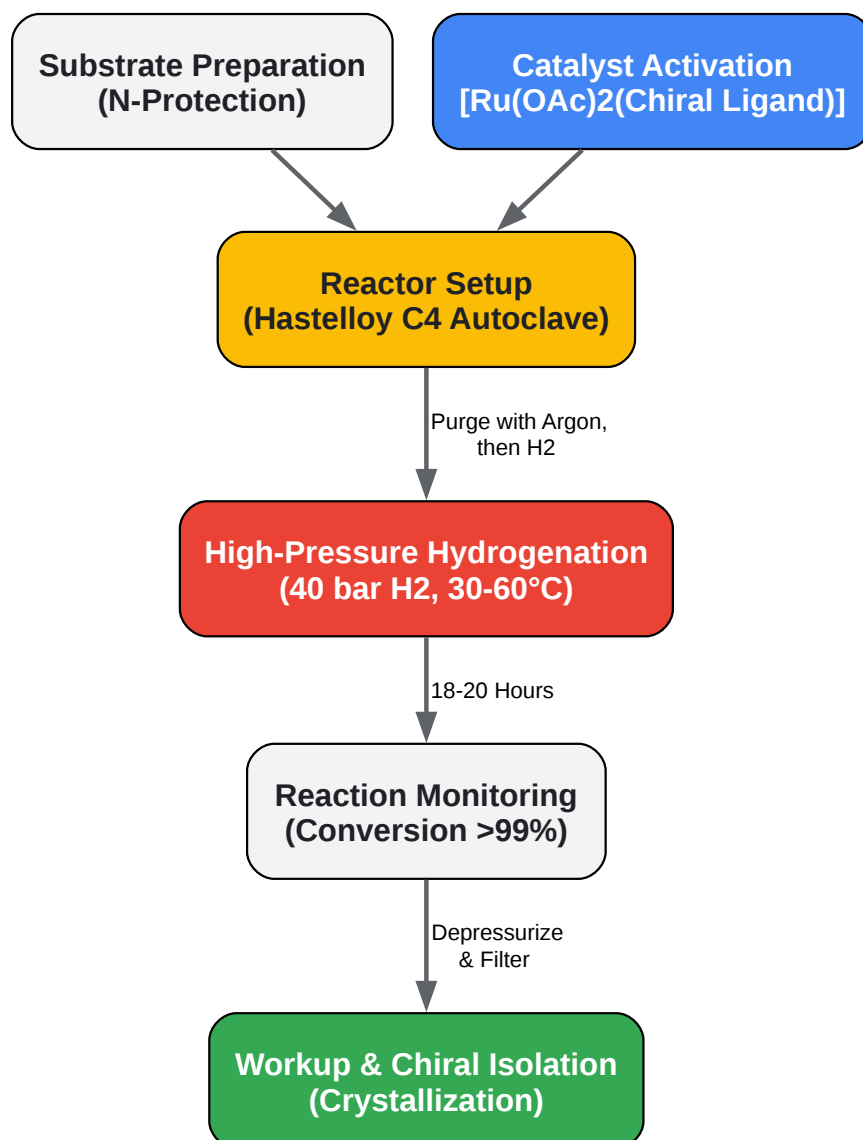 Substrate Preparation
(N-Protection)
Catalyst Activation
[Ru(OAc)2(Chiral Ligand)]
Reactor Setup
(Hastelloy C4 Autoclave)
Purge with Argon,
then H2
High-Pressure Hydrogenation
(40 bar H2, 30-60°C)
18-20 Hours
Reaction Monitoring
(Conversion >99%)
Depressurize
& Filter
Workup & Chiral Isolation
(Crystallization)